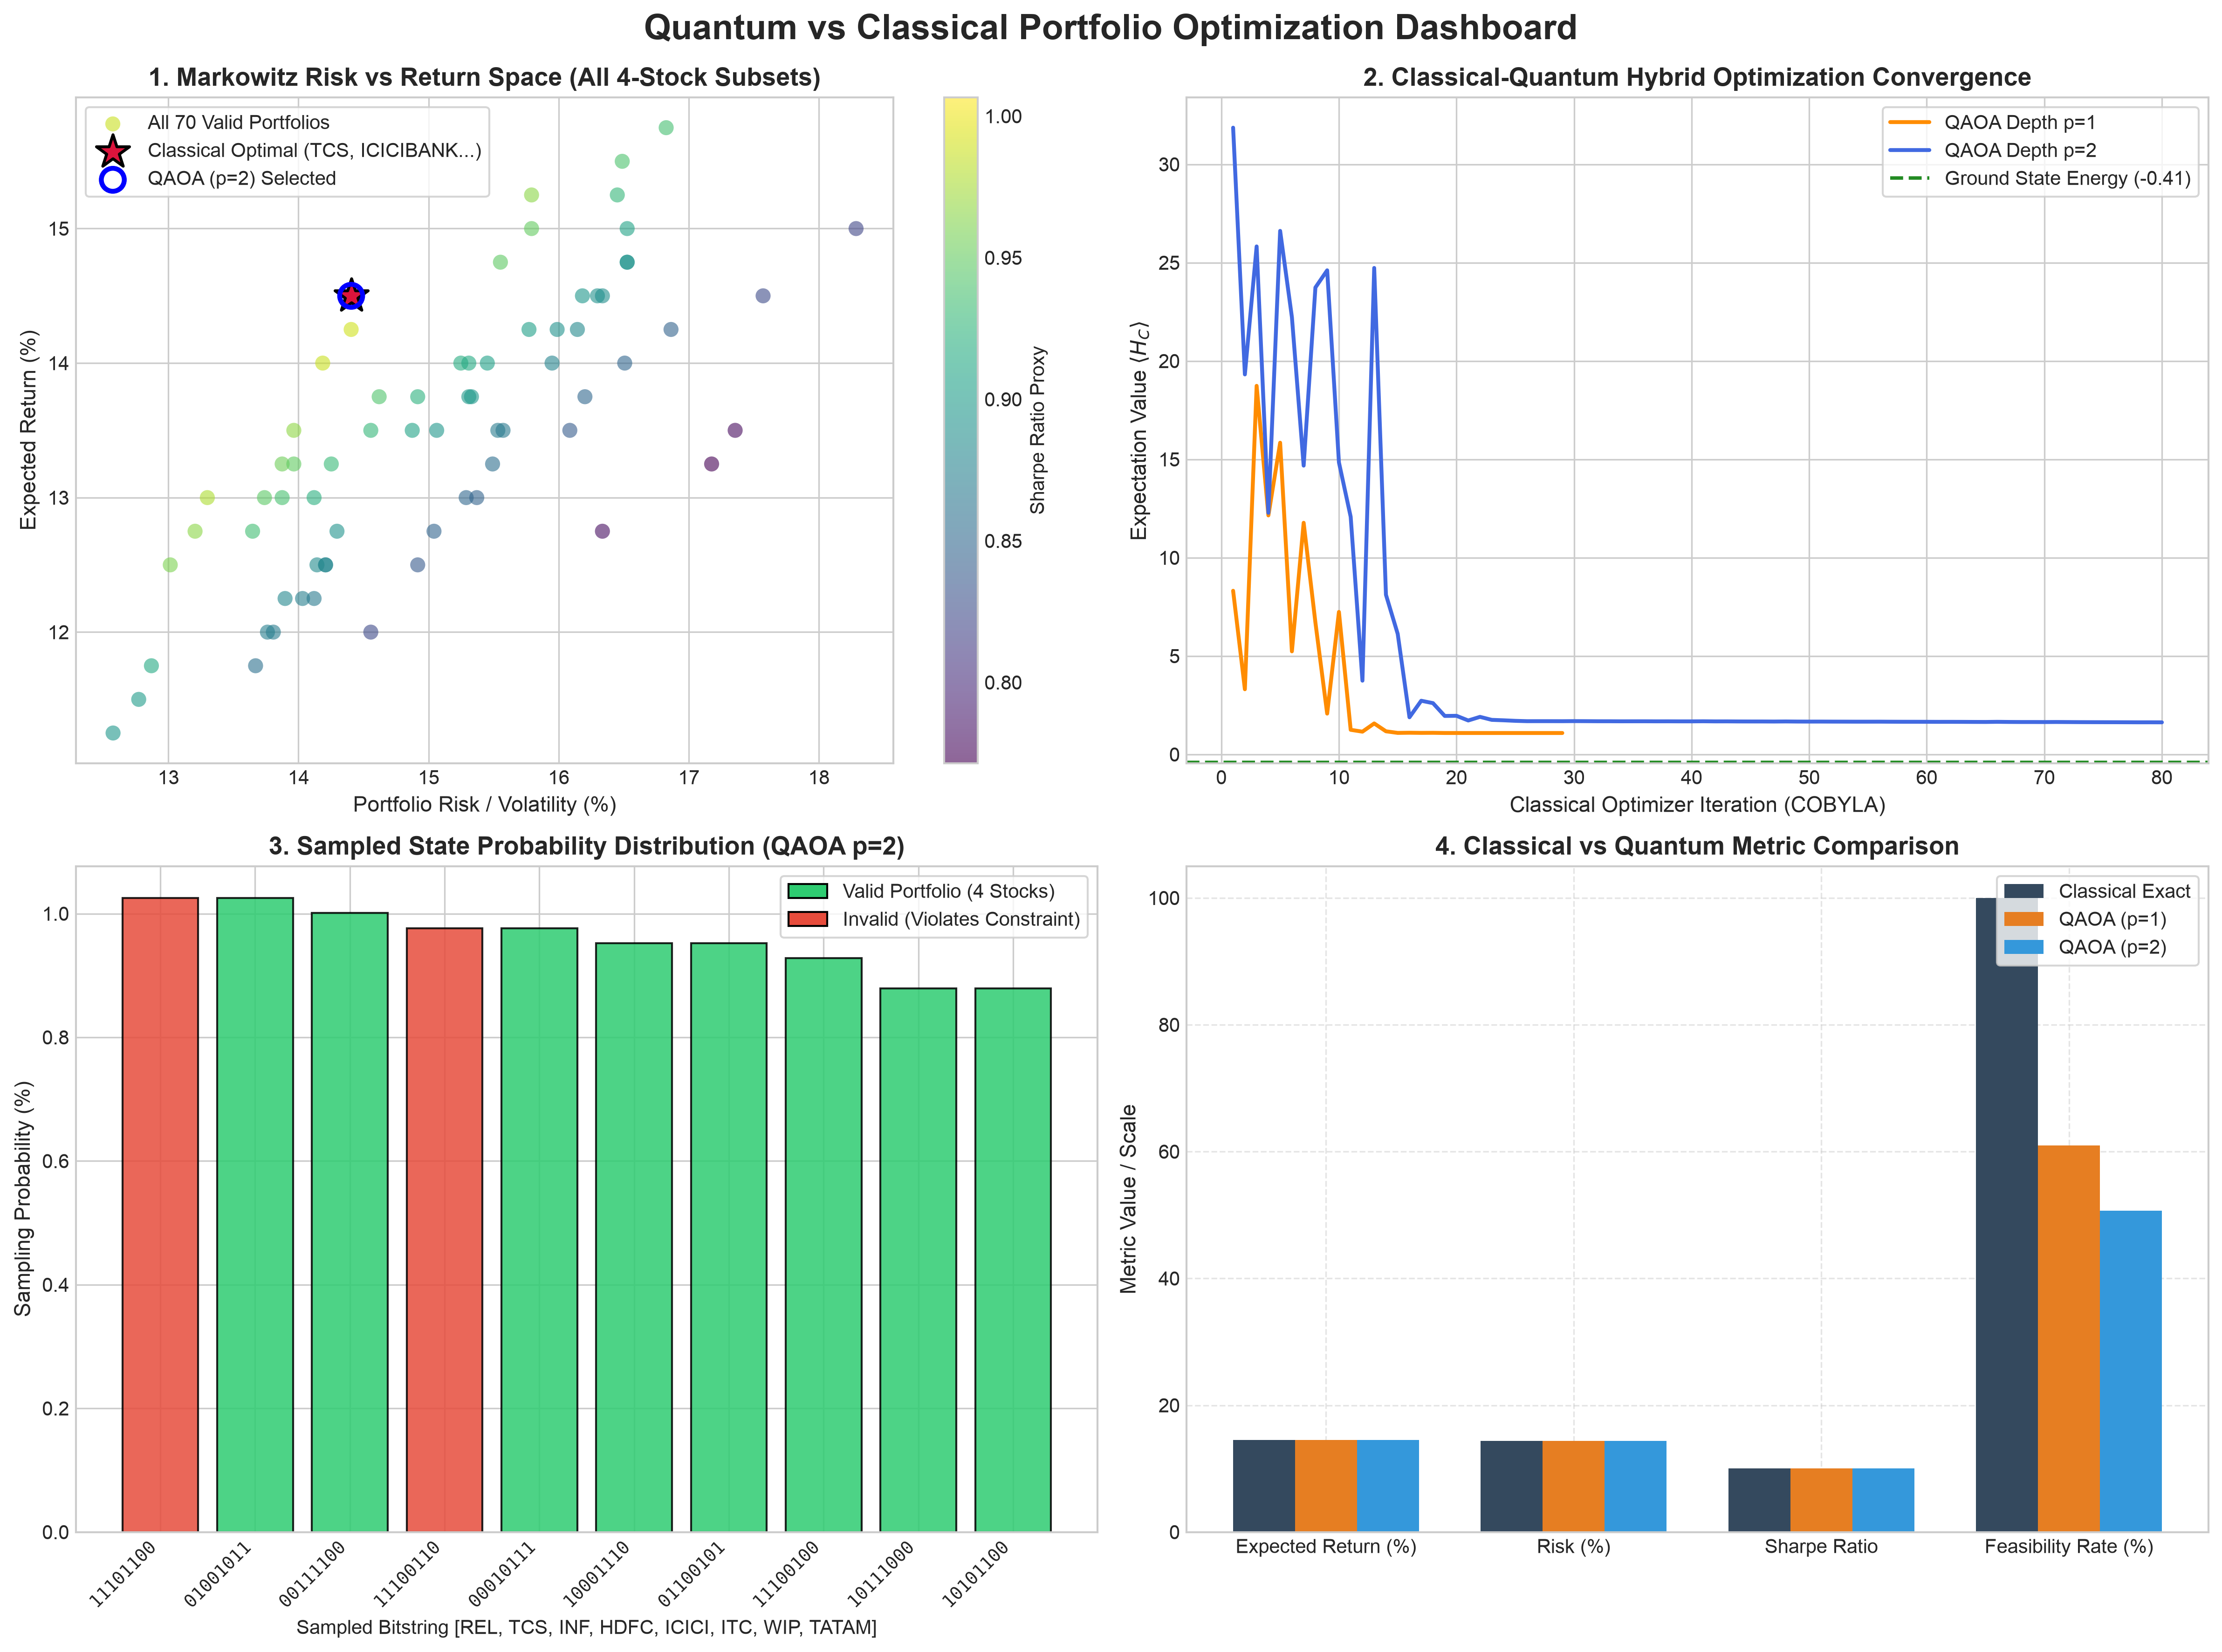 Quantum vs Classical Portfolio Optimization Dashboard
1. Markowitz Risk vs Return Space (All 4-Stock Subsets)
All 70 Valid Portfolios
Classical Optimal (TCS, ICICIBANK...)
QAOA (p=2) Selected
Expected Return (%)
15
14
13
12
13 14 15 16 17 18
Portfolio Risk / Volatility (%)
1.00
0.95
0.90
0.85
0.80
Sharpe Ratio Proxy
2. Classical-Quantum Hybrid Optimization Convergence
QAOA Depth p=1
QAOA Depth p=2
Ground State Energy (-0.41)
Expectation Value ⟨H_C⟩
30
25
20
15
10
5
0
0 10 20 30 40 50 60 70 80
Classical Optimizer Iteration (COBYLA)
3. Sampled State Probability Distribution (QAOA p=2)
Valid Portfolio (4 Stocks)
Invalid (Violates Constraint)
Sampling Probability (%)
1.0
0.8
0.6
0.4
0.2
0.0
11101100
01001011
00111100
11100110
00010111
10001110
01100101
11100100
10111000
10101100
Sampled Bitstring [REL, TCS, INF, HDFC, ICICI, ITC, WIP, TATAM]
4. Classical vs Quantum Metric Comparison
Classical Exact
QAOA (p=1)
QAOA (p=2)
Metric Value / Scale
100
80
60
40
20
0
Expected Return (%) Risk (%) Sharpe Ratio Feasibility Rate (%)